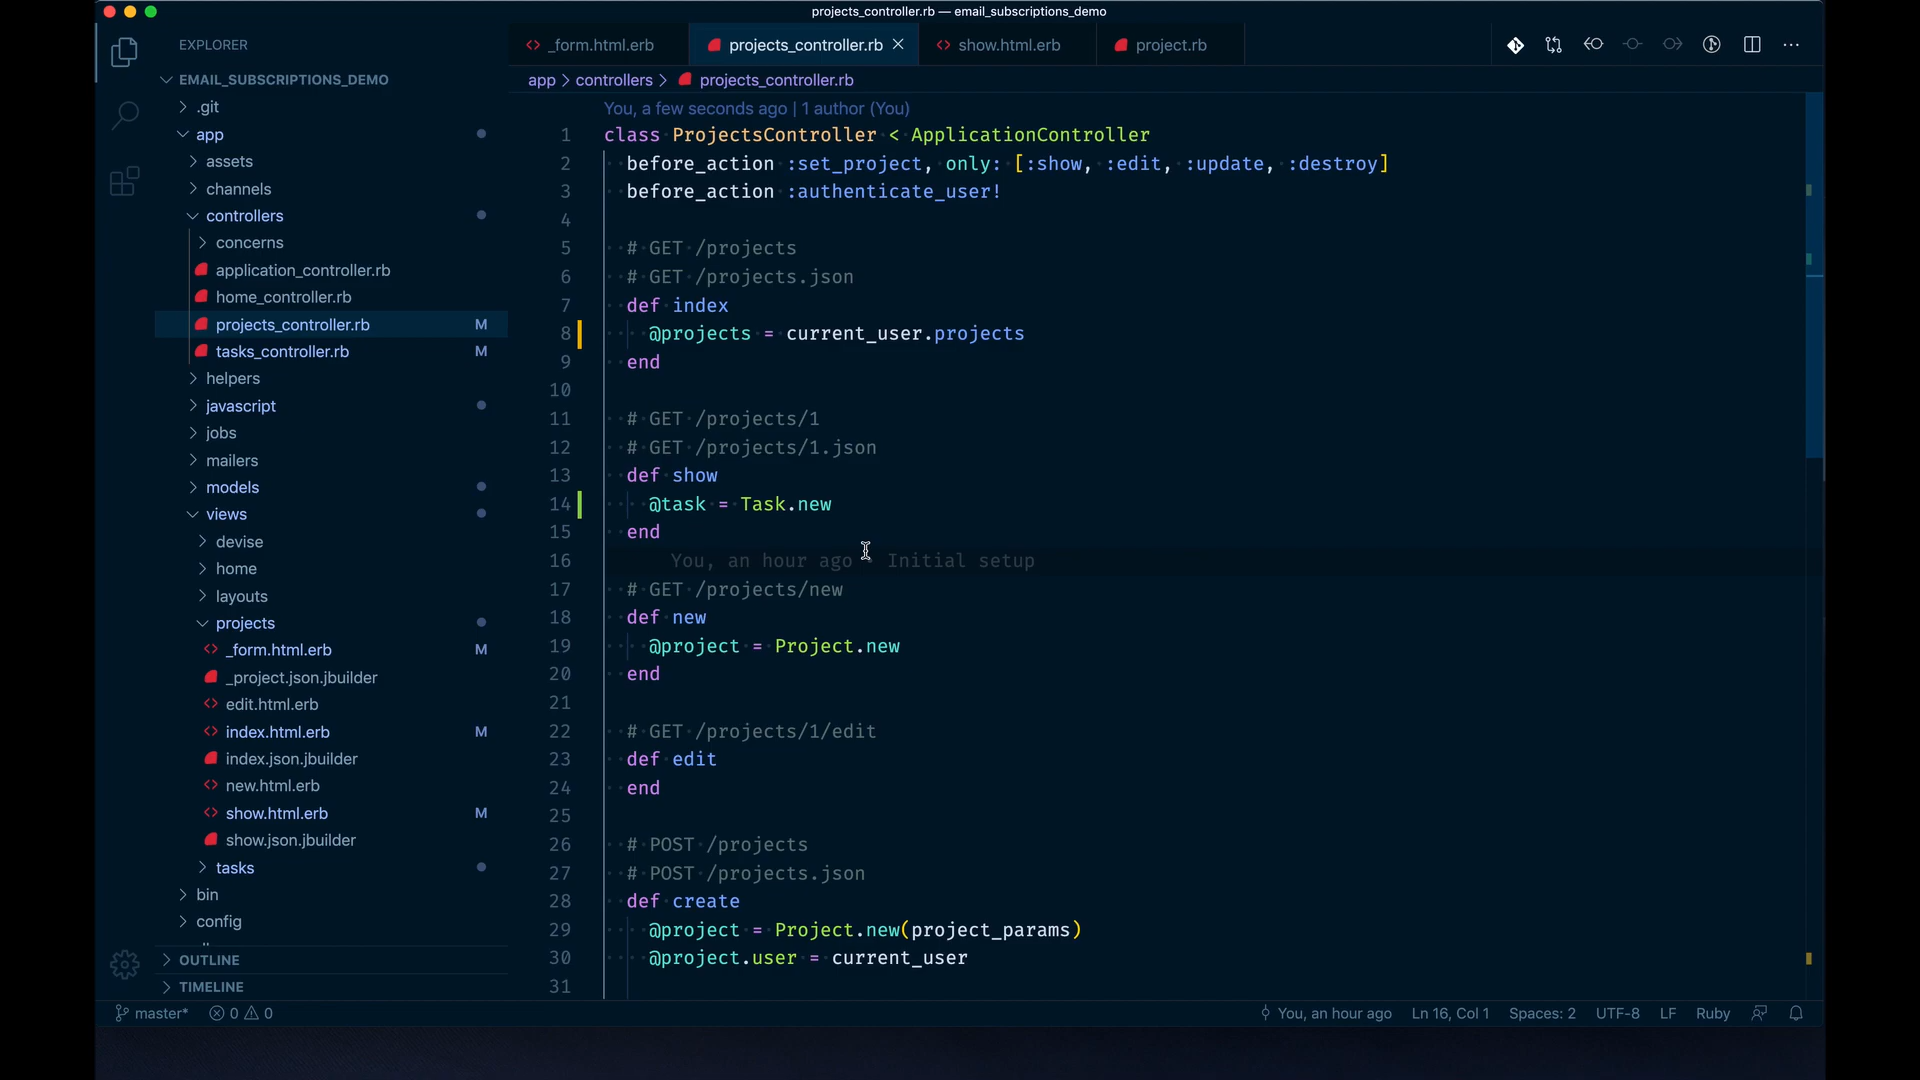 projects_controller.rb — email_subscriptions_demo
EXPLORER
EMAIL_SUBSCRIPTIONS_DEMO
.git
app
assets
channels
controllers
concerns
application_controller.rb
home_controller.rb
projects_controller.rb M
tasks_controller.rb M
helpers
javascript
jobs
mailers
models
views
devise
home
layouts
projects
_form.html.erb M
_project.json.jbuilder
edit.html.erb
index.html.erb M
index.json.jbuilder
new.html.erb
show.html.erb M
show.json.jbuilder
tasks
bin
config
OUTLINE
TIMELINE
_form.html.erb projects_controller.rb show.html.erb project.rb
app > controllers > projects_controller.rb
You, a few seconds ago | 1 author (You)
1 class ProjectsController < ApplicationController
2 before_action :set_project, only: [:show, :edit, :update, :destroy]
3 before_action :authenticate_user!
4
5 # GET /projects
6 # GET /projects.json
7 def index
8 @projects = current_user.projects
9 end
10
11 # GET /projects/1
12 # GET /projects/1.json
13 def show
14 @task = Task.new
15 end
16 You, an hour ago • Initial setup
17 # GET /projects/new
18 def new
19 @project = Project.new
20 end
21
22 # GET /projects/1/edit
23 def edit
24 end
25
26 # POST /projects
27 # POST /projects.json
28 def create
29 @project = Project.new(project_params)
30 @project.user = current_user
31
master* 0 0 You, an hour ago Ln 16, Col 1 Spaces: 2 UTF-8 LF Ruby